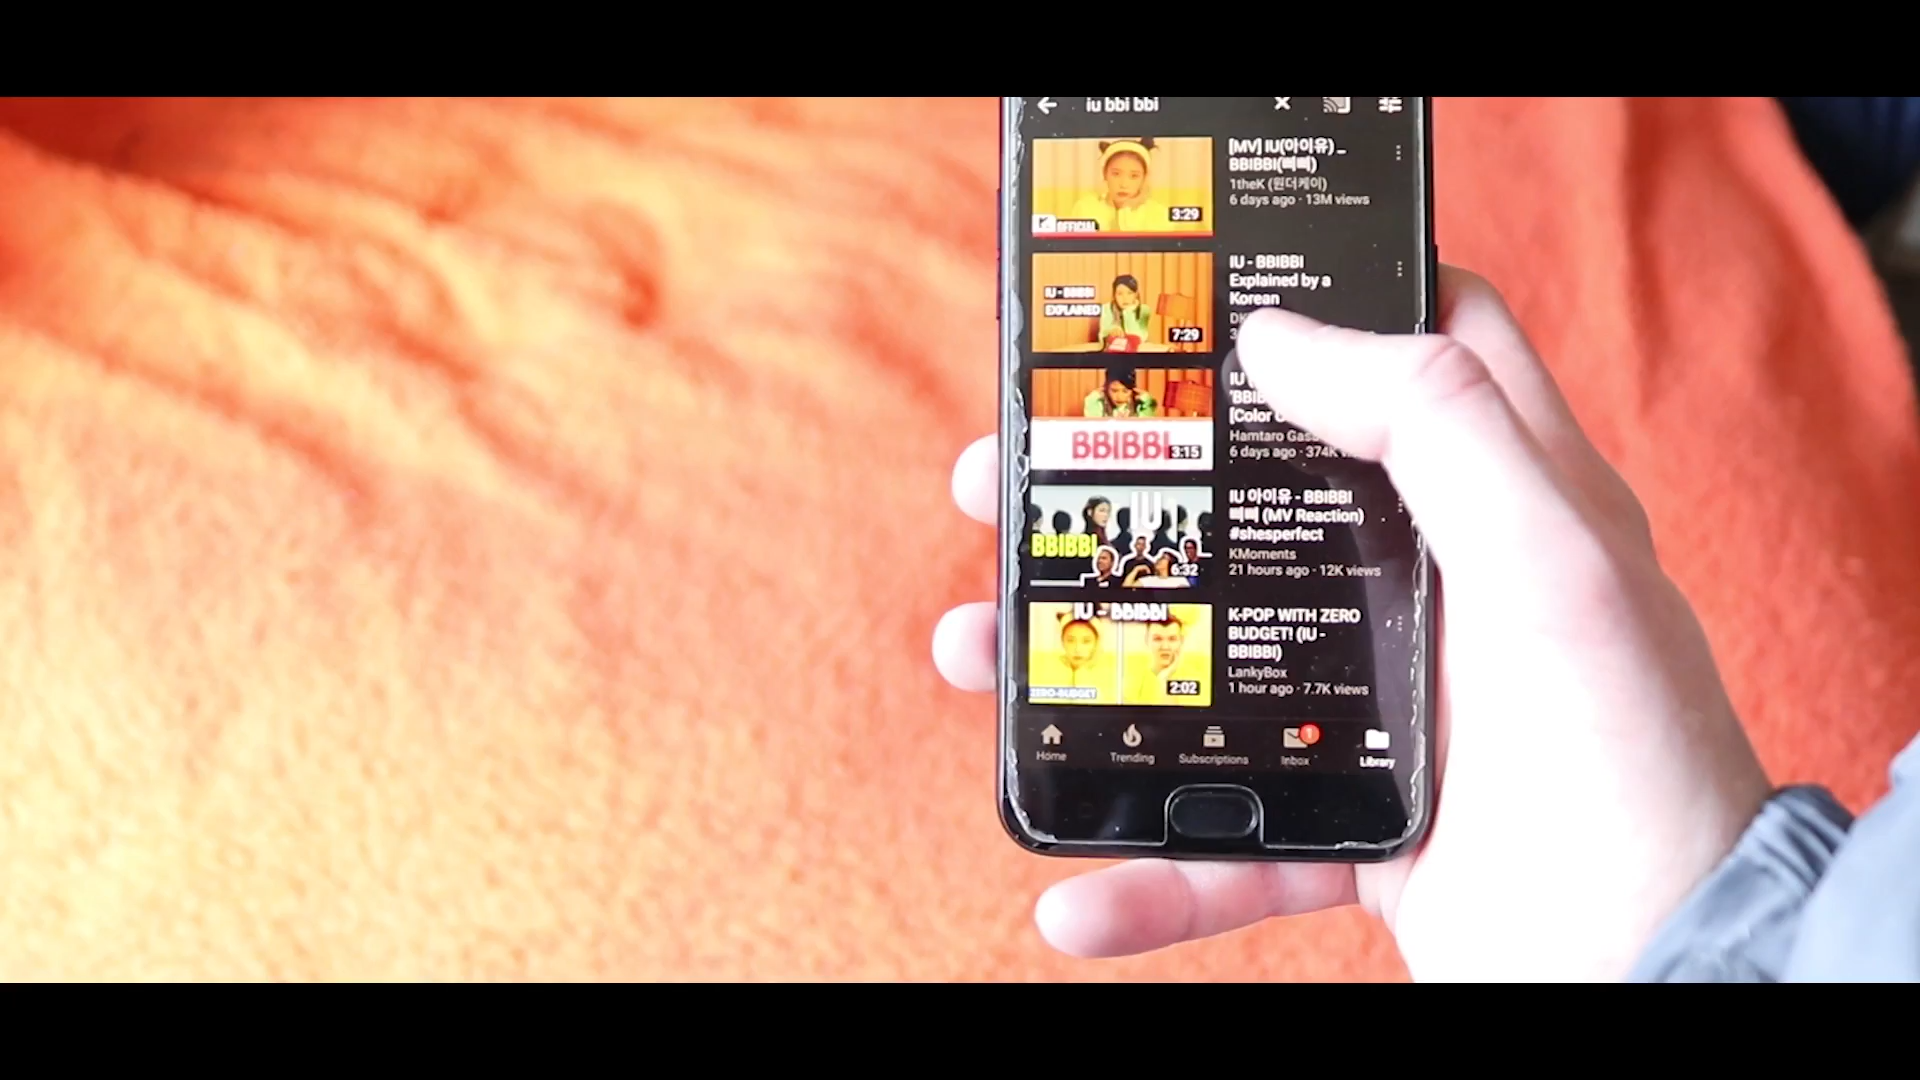 iu bbi bbi
[MV] IU(아이유) _
BBIBBI(삐삐)
1theK (원더케이)
6 days ago · 13M views
OFFICIAL
3:29
IU - BBIBBI
Explained by a
Korean
IU - BBIBBI
EXPLAINED
7:29
IU
[Color
Hamtaro
6 days ago · 374K
BBIBBI
3:15
IU 아이유 - BBIBBI
삐삐 (MV Reaction)
#shesperfect
KMoments
21 hours ago · 12K views
IU
BBIBBI
6:32
K-POP WITH ZERO
BUDGET! (IU -
BBIBBI)
LankyBox
1 hour ago · 7.7K views
IU - BBIBBI
ZERO-BUDGET
2:02
1
Home
Trending
Subscriptions
Inbox
Library